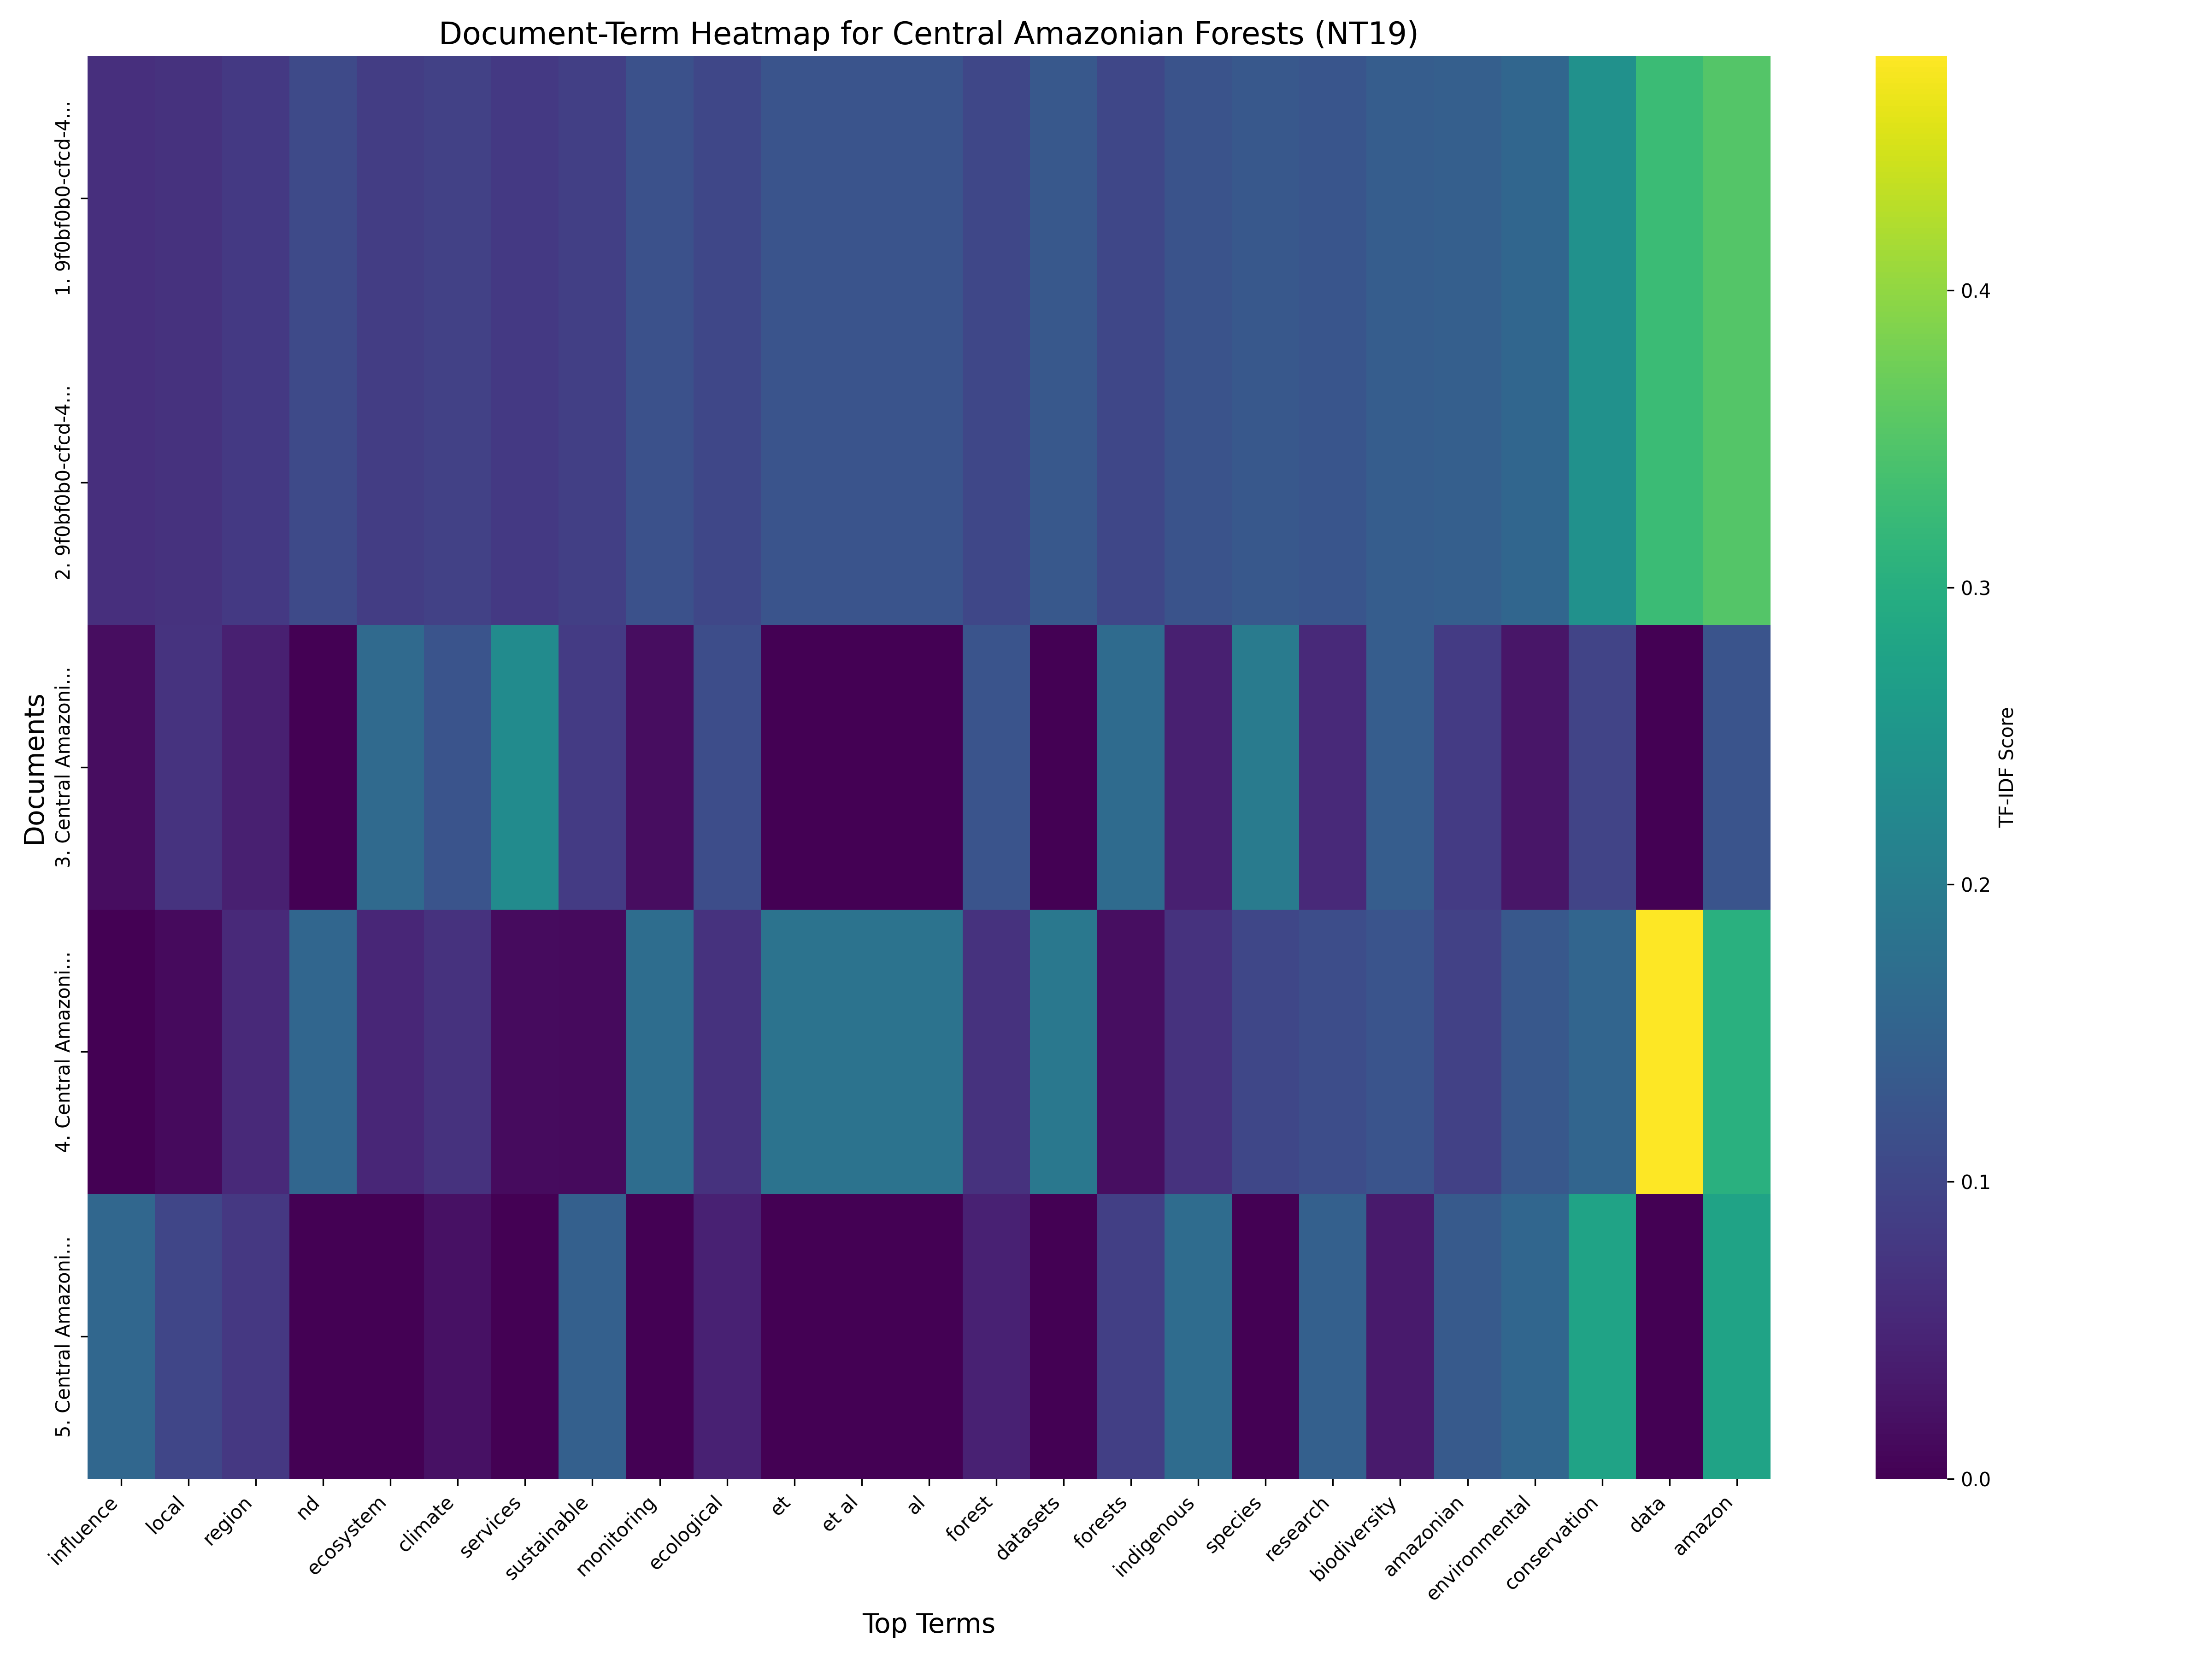 Document-Term Heatmap for Central Amazonian Forests (NT19)
Documents
1. 9f0bf0b0-cfcd-4...
2. 9f0bf0b0-cfcd-4...
3. Central Amazoni...
4. Central Amazoni...
5. Central Amazoni...
influence
local
region
nd
ecosystem
climate
services
sustainable
monitoring
ecological
et
et al
al
forest
datasets
forests
indigenous
species
research
biodiversity
amazonian
environmental
conservation
data
amazon
Top Terms
0.4
0.3
0.2
0.1
0.0
TF-IDF Score